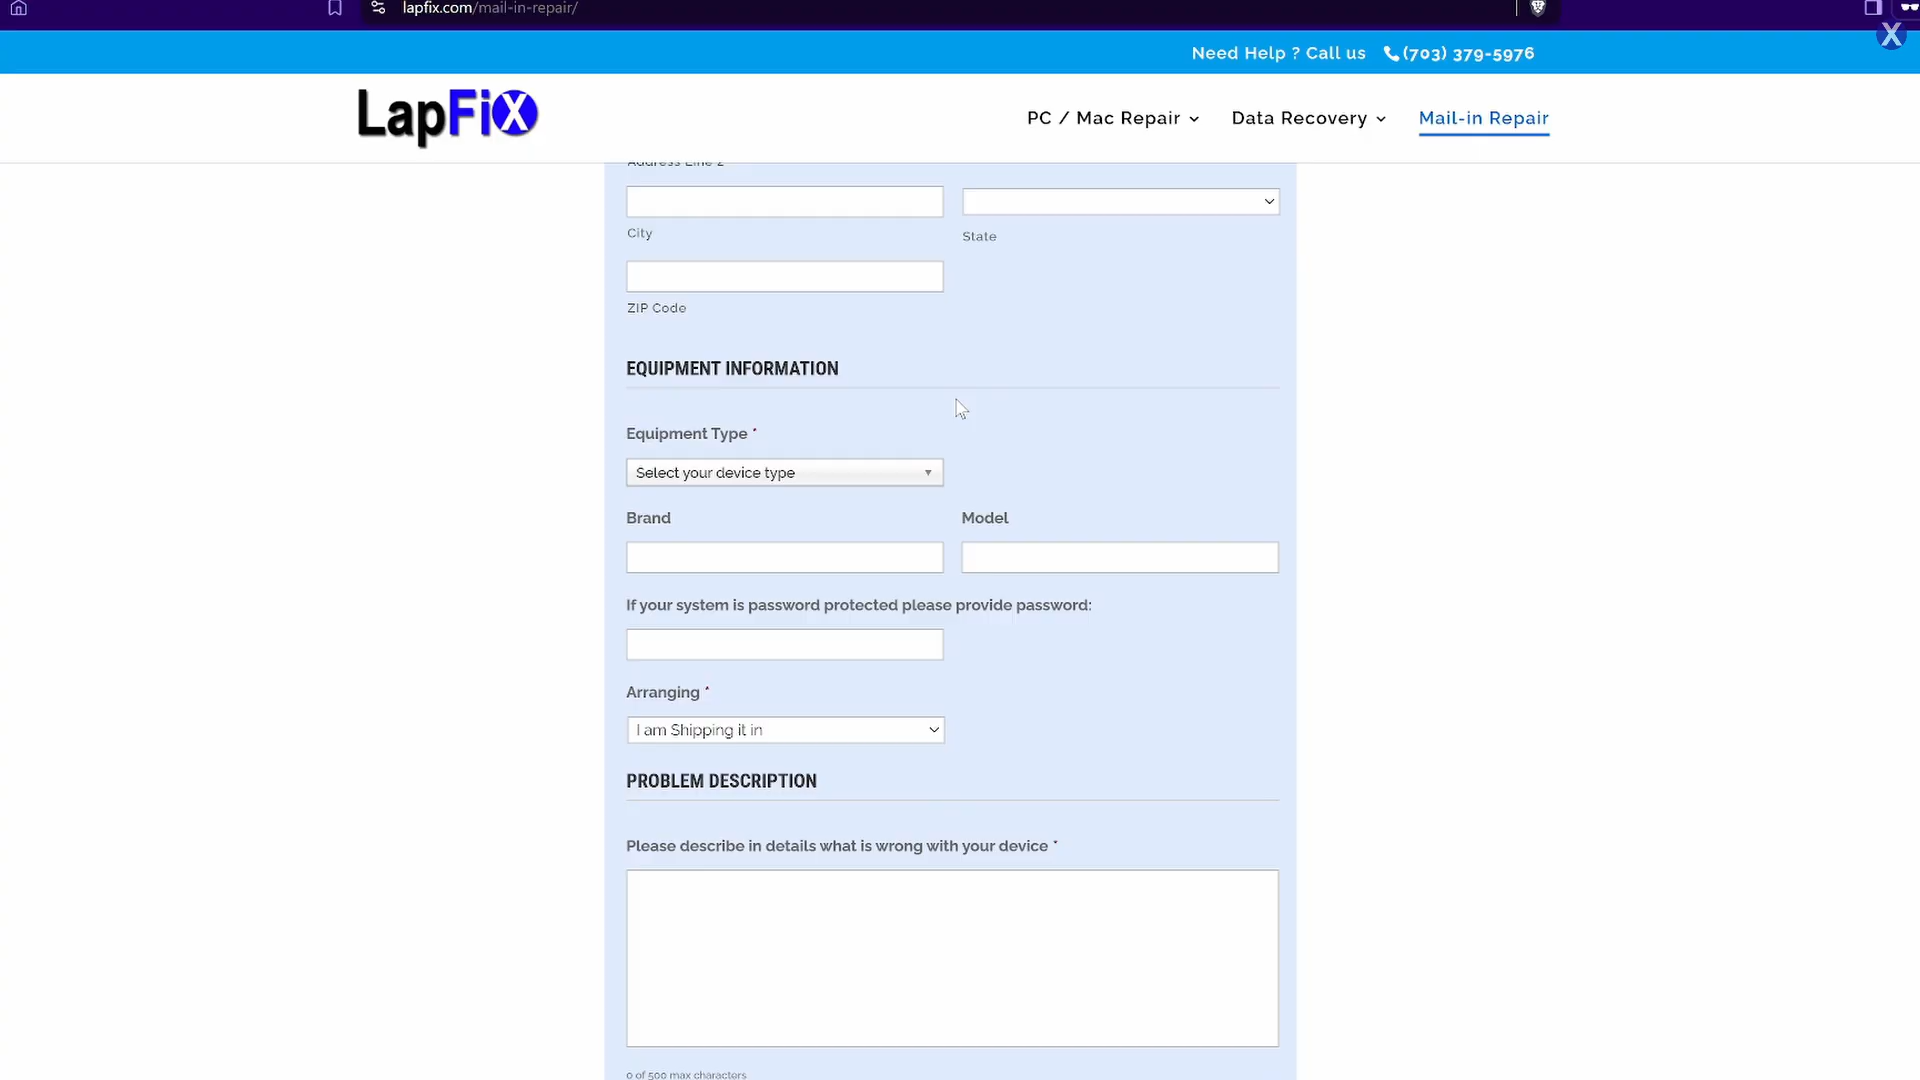 lapfix.com/mail-in-repair/
X
Need Help ? Call us (703) 379-5976
LapFiX
PC / Mac Repair
Data Recovery
Mail-in Repair
Address Line 2
City
State
ZIP Code
EQUIPMENT INFORMATION
Equipment Type *
Select your device type
Brand
Model
If your system is password protected please provide password:
Arranging *
I am Shipping it in
PROBLEM DESCRIPTION
Please describe in details what is wrong with your device *
0 of 500 max characters